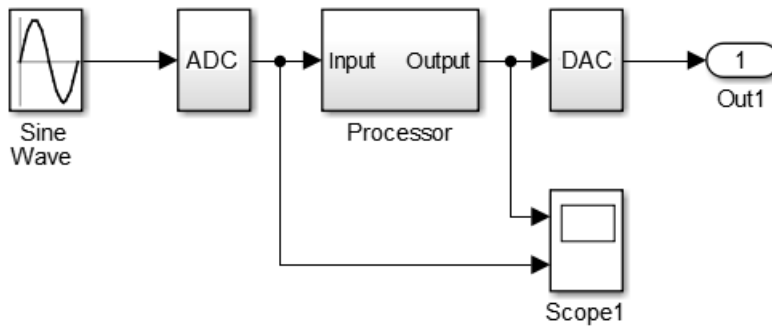 ADC
Input
Output
DAC
1
Out1
Sine
Wave
Processor
Scope1